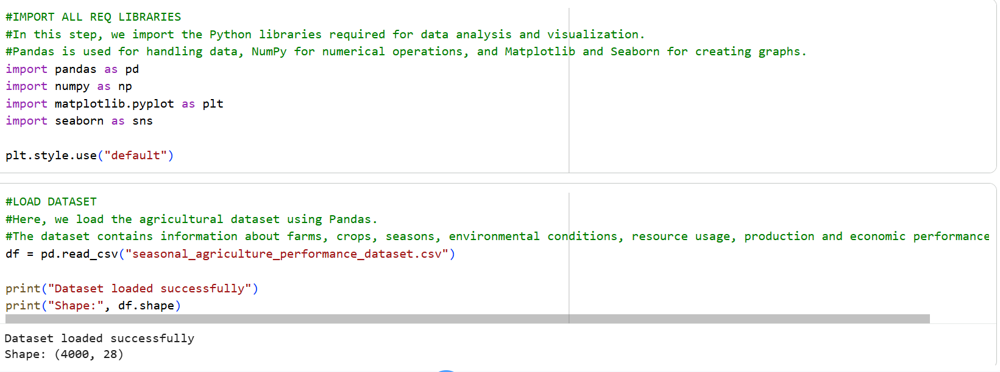 #IMPORT ALL REQ LIBRARIES
#In this step, we import the Python libraries required for data analysis and visualization.
#Pandas is used for handling data, NumPy for numerical operations, and Matplotlib and Seaborn for creating graphs.
import pandas as pd
import numpy as np
import matplotlib.pyplot as plt
import seaborn as sns
plt.style.use("default")
#LOAD DATASET
#Here, we load the agricultural dataset using Pandas.
#The dataset contains information about farms, crops, seasons, environmental conditions, resource usage, production and economic performance
df = pd.read_csv("seasonal_agriculture_performance_dataset.csv")
print("Dataset loaded successfully")
print("Shape:", df.shape)
Dataset loaded successfully
Shape: (4000, 28)